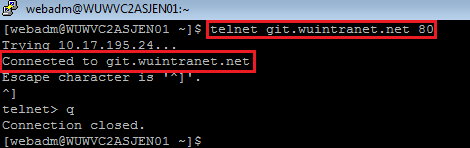 webadm@WUWVC2ASJEN01:~
[webadm@WUWVC2ASJEN01 ~]$ telnet git.wuintranet.net 80
Trying 10.17.195.24...
Connected to git.wuintranet.net
Escape character is '^]'.
^]
telnet> q
Connection closed.
[webadm@WUWVC2ASJEN01 ~]$